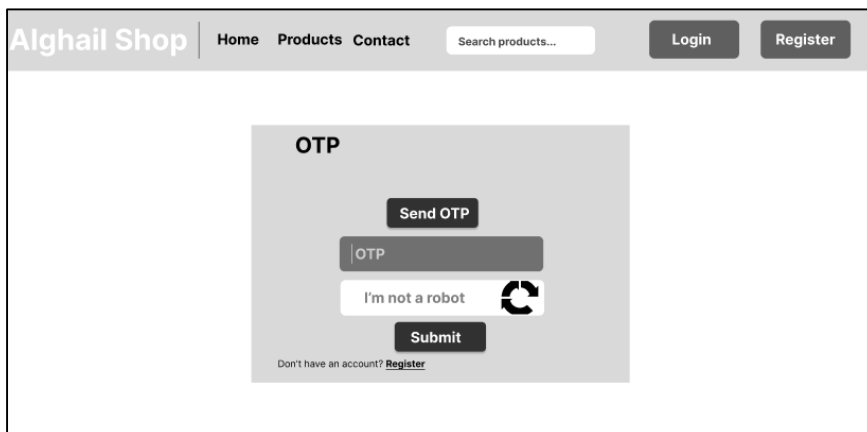 Alghail Shop Home Products Contact Search products... Login Register
OTP
Send OTP
OTP
I'm not a robot
Submit
Don't have an account? Register